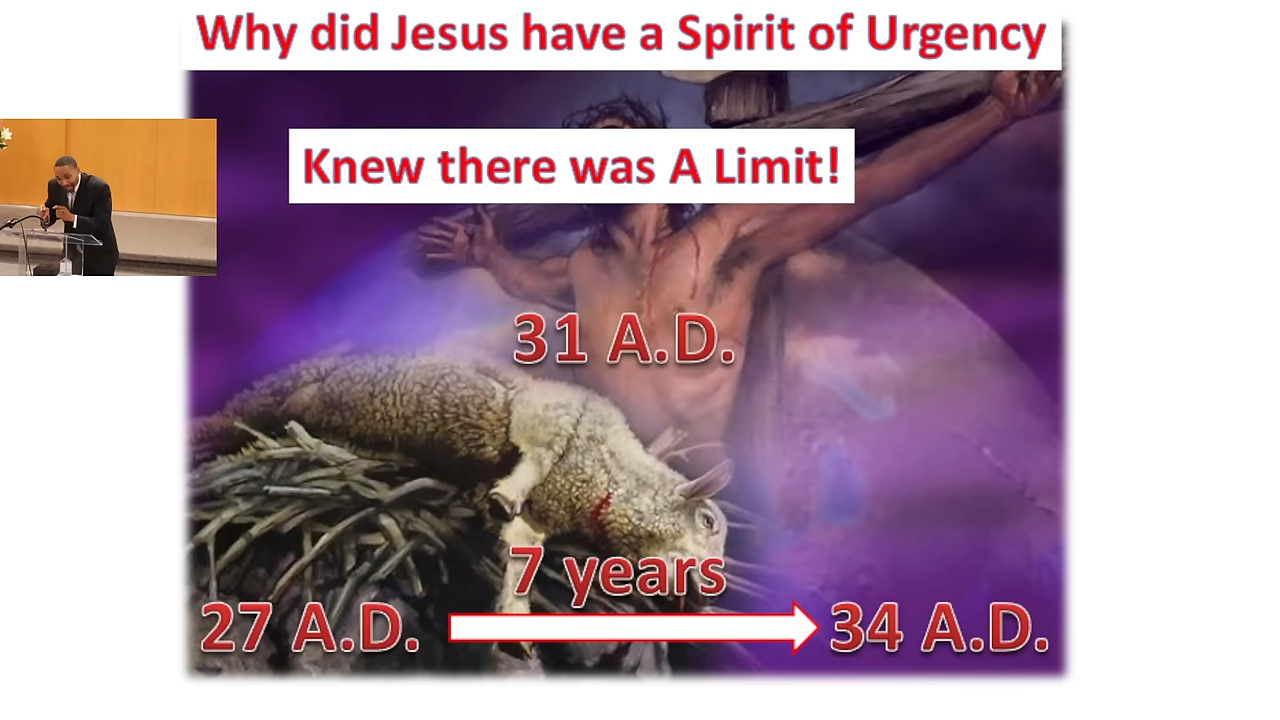 Why did Jesus have a Spirit of Urgency
Knew there was A Limit!
31 A.D.
7 years
27 A.D.
34 A.D.